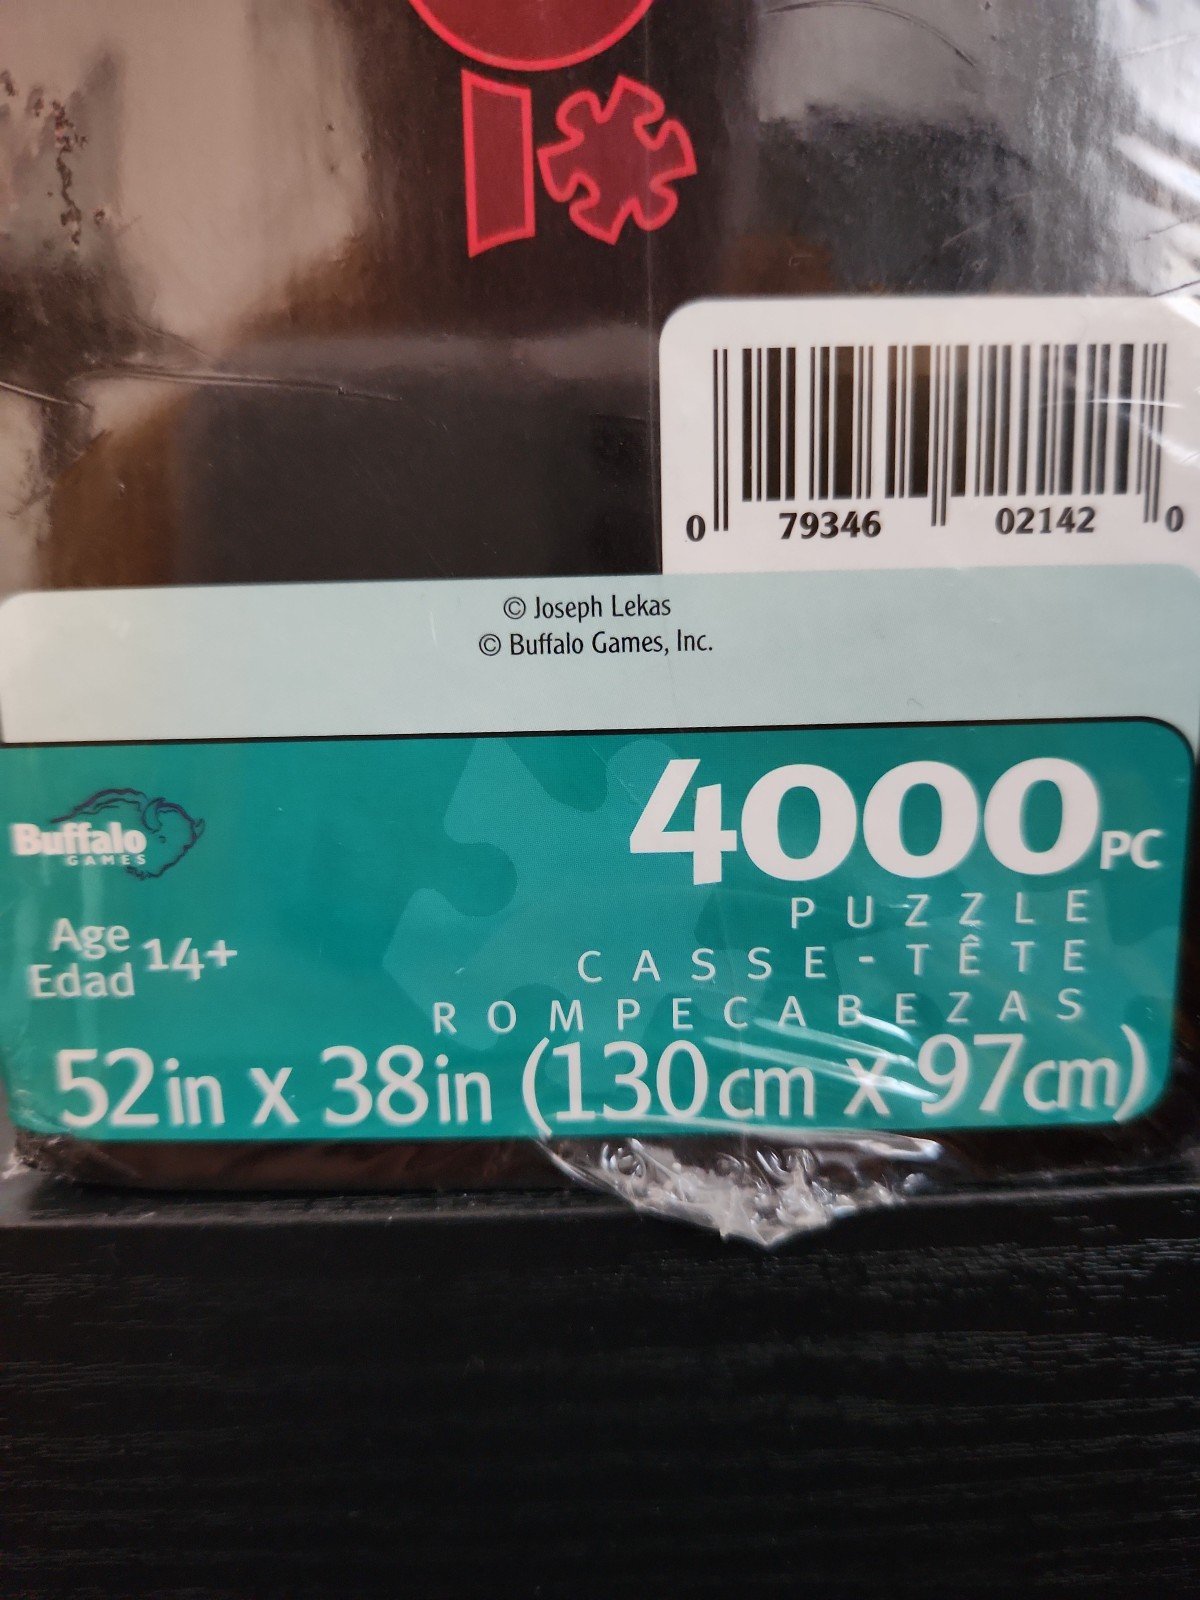 0 79346 02142 0
© Joseph Lekas
© Buffalo Games, Inc.
4000PC
Buffalo
GAMES
PUZZLE
Age
Edad 14+
CASSE-TÊTE
ROMPECABEZAS
52in x 38in (130cm x 97cm)